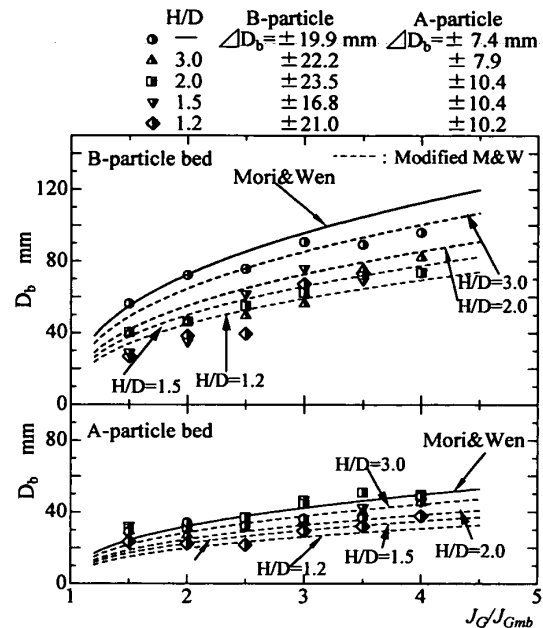 H/D B-particle A-particle
— ⊿D_b= ± 19.9 mm ⊿D_b= ± 7.4 mm
3.0 ± 22.2 ± 7.9
2.0 ± 23.5 ± 10.4
1.5 ± 16.8 ± 10.4
1.2 ± 21.0 ± 10.2
B-particle bed ----- : Modified M&W
Mori&Wen
120
80
40
0
D_b mm
H/D=3.0
H/D=2.0
H/D=1.5
H/D=1.2
A-particle bed
Mori&Wen
80
40
0
D_b mm
H/D=3.0
H/D=2.0
H/D=1.5
H/D=1.2
1 2 3 4 5
J_G/J_Gmb